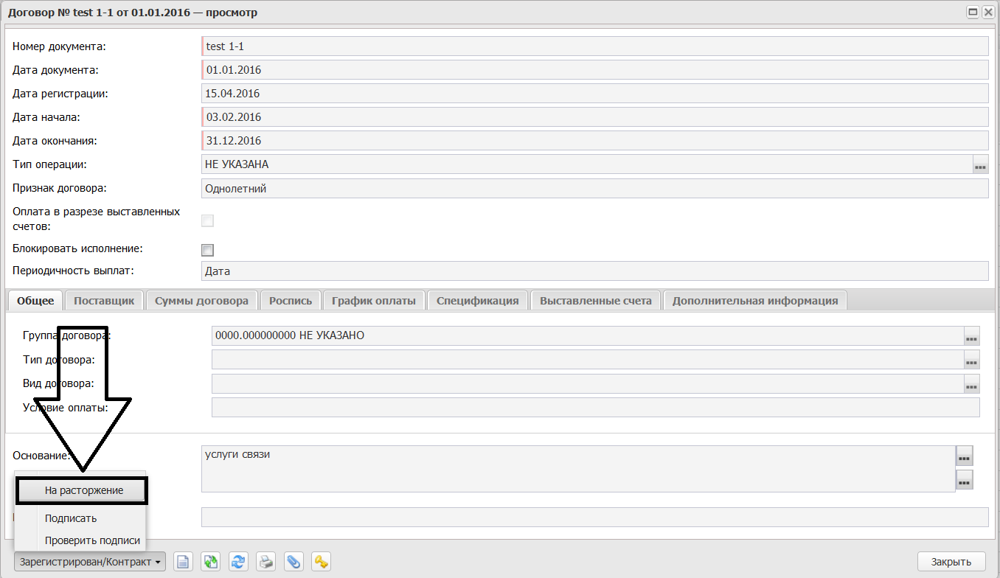 Договор № test 1-1 от 01.01.2016 — просмотр
Номер документа: test 1-1
Дата документа: 01.01.2016
Дата регистрации: 15.04.2016
Дата начала: 03.02.2016
Дата окончания: 31.12.2016
Тип операции: НЕ УКАЗАНА
Признак договора: Однолетний
Оплата в разрезе выставленных
счетов:
Блокировать исполнение:
Периодичность выплат: Дата
Общее Поставщик Суммы договора Роспись График оплаты Спецификация Выставленные счета Дополнительная информация
Группа договора: 0000.000000000 НЕ УКАЗАНО
Тип договора:
Вид договора:
Условие оплаты:
Основание: услуги связи
На расторжение
Подписать
Проверить подписи
Зарегистрирован/Контракт Закрыть